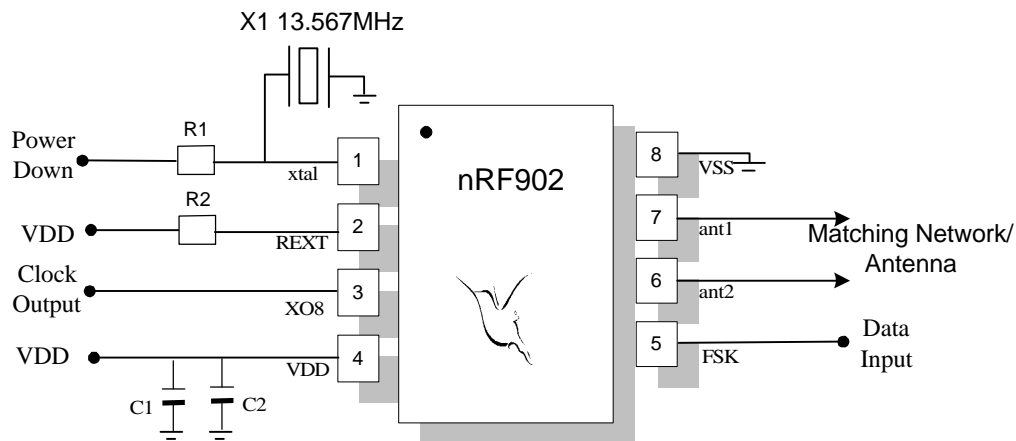 X1 13.567MHz
Power
Down
R1
xtal
1
VDD
R2
REXT
2
Clock
Output
XO8
3
VDD
VDD
4
C1
C2
nRF902
8
VSS
7
ant1
Matching Network/
Antenna
6
ant2
5
FSK
Data
Input